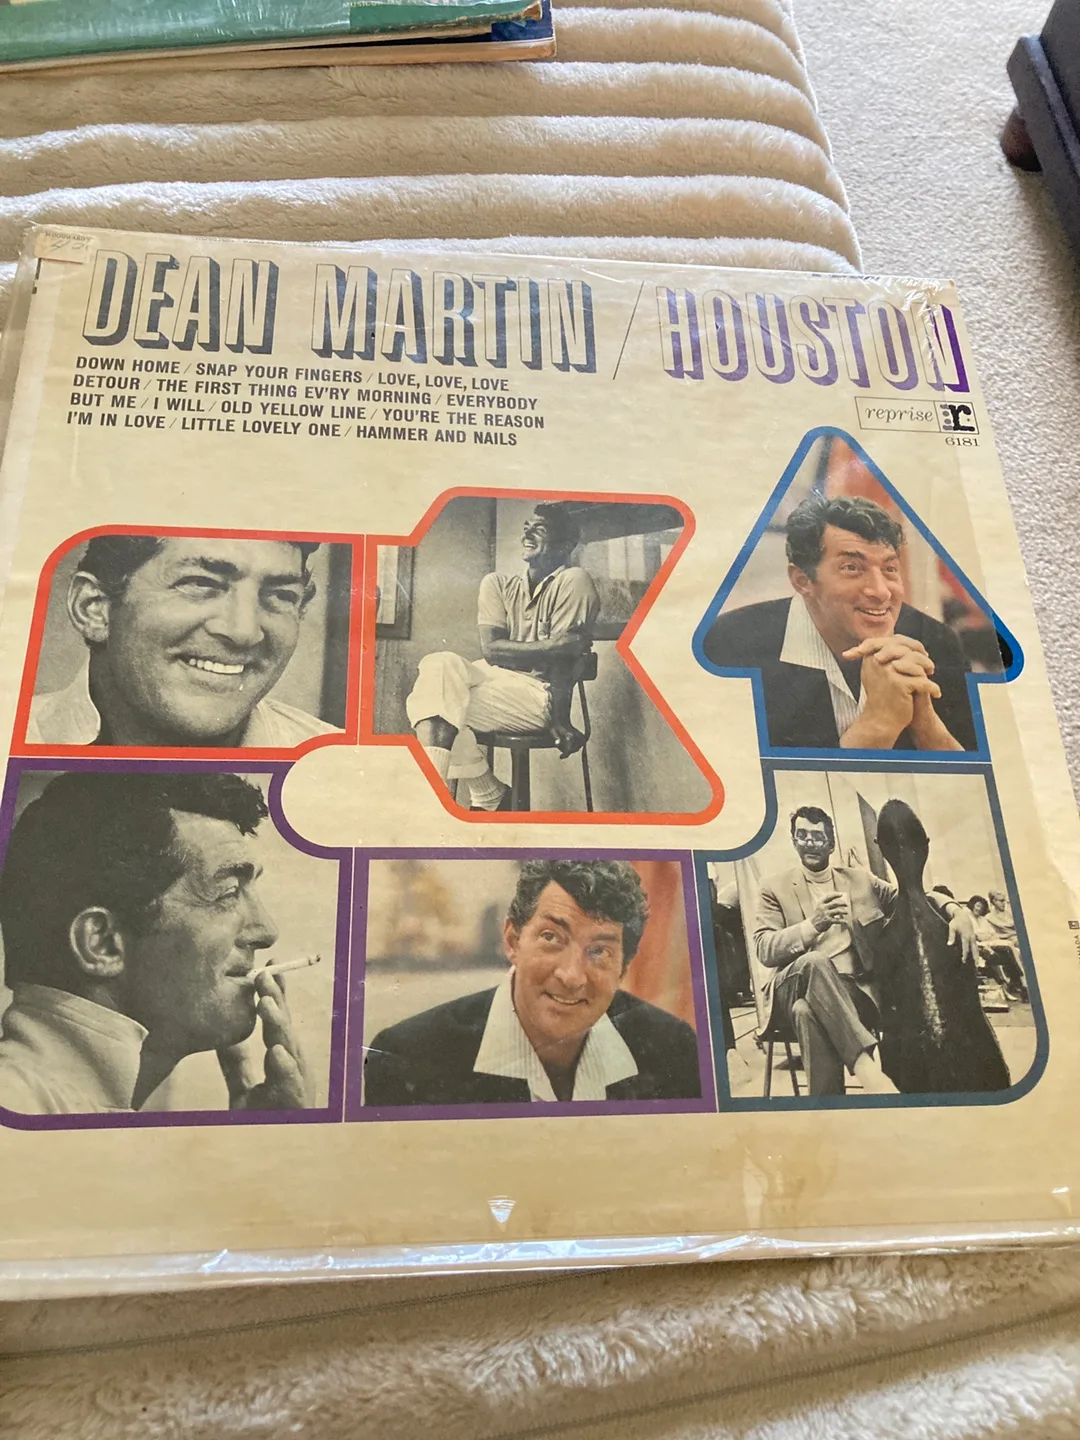 MUSIC
WOODWARD'S
DEAN MARTIN / HOUSTON
DOWN HOME / SNAP YOUR FINGERS / LOVE, LOVE, LOVE
DETOUR / THE FIRST THING EV'RY MORNING / EVERYBODY
BUT ME / I WILL / OLD YELLOW LINE / YOU'RE THE REASON
I'M IN LOVE / LITTLE LOVELY ONE / HAMMER AND NAILS
reprise r:
6181